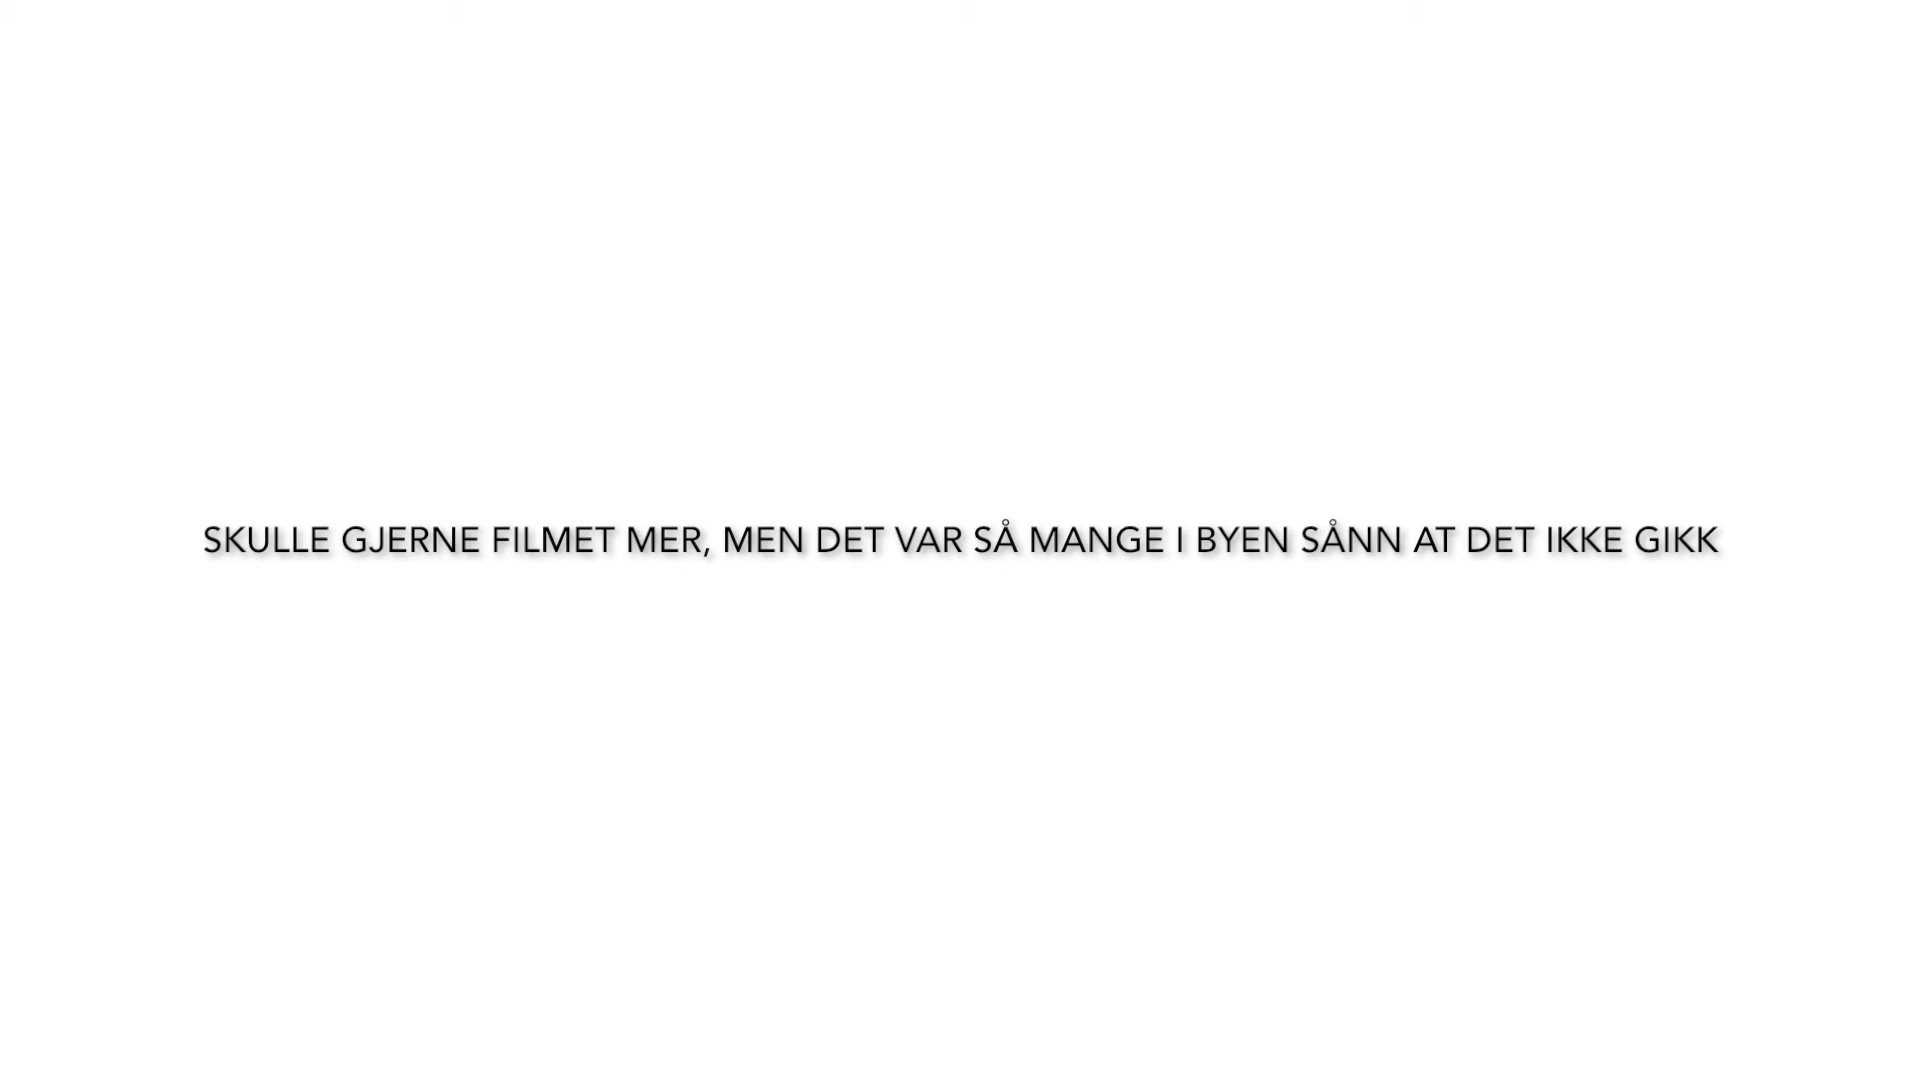 SKULLE GJERNE FILMET MER, MEN DET VAR SÅ MANGE I BYEN SÅNN AT DET IKKE GIKK